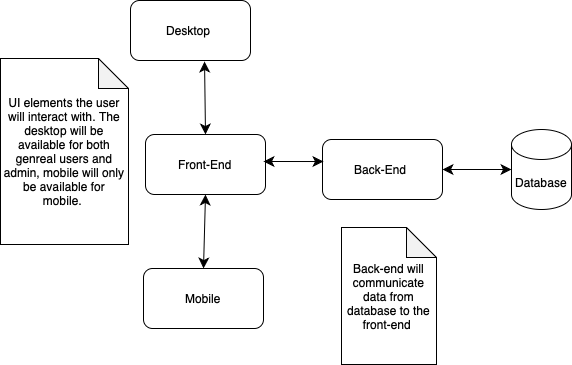 Desktop
UI elements the user
will interact with. The
desktop will be
available for both
genreal users and
admin, mobile will only
be available for
mobile.
Front-End
Back-End
Database
Mobile
Back-end will
communicate
data from
database to the
front-end